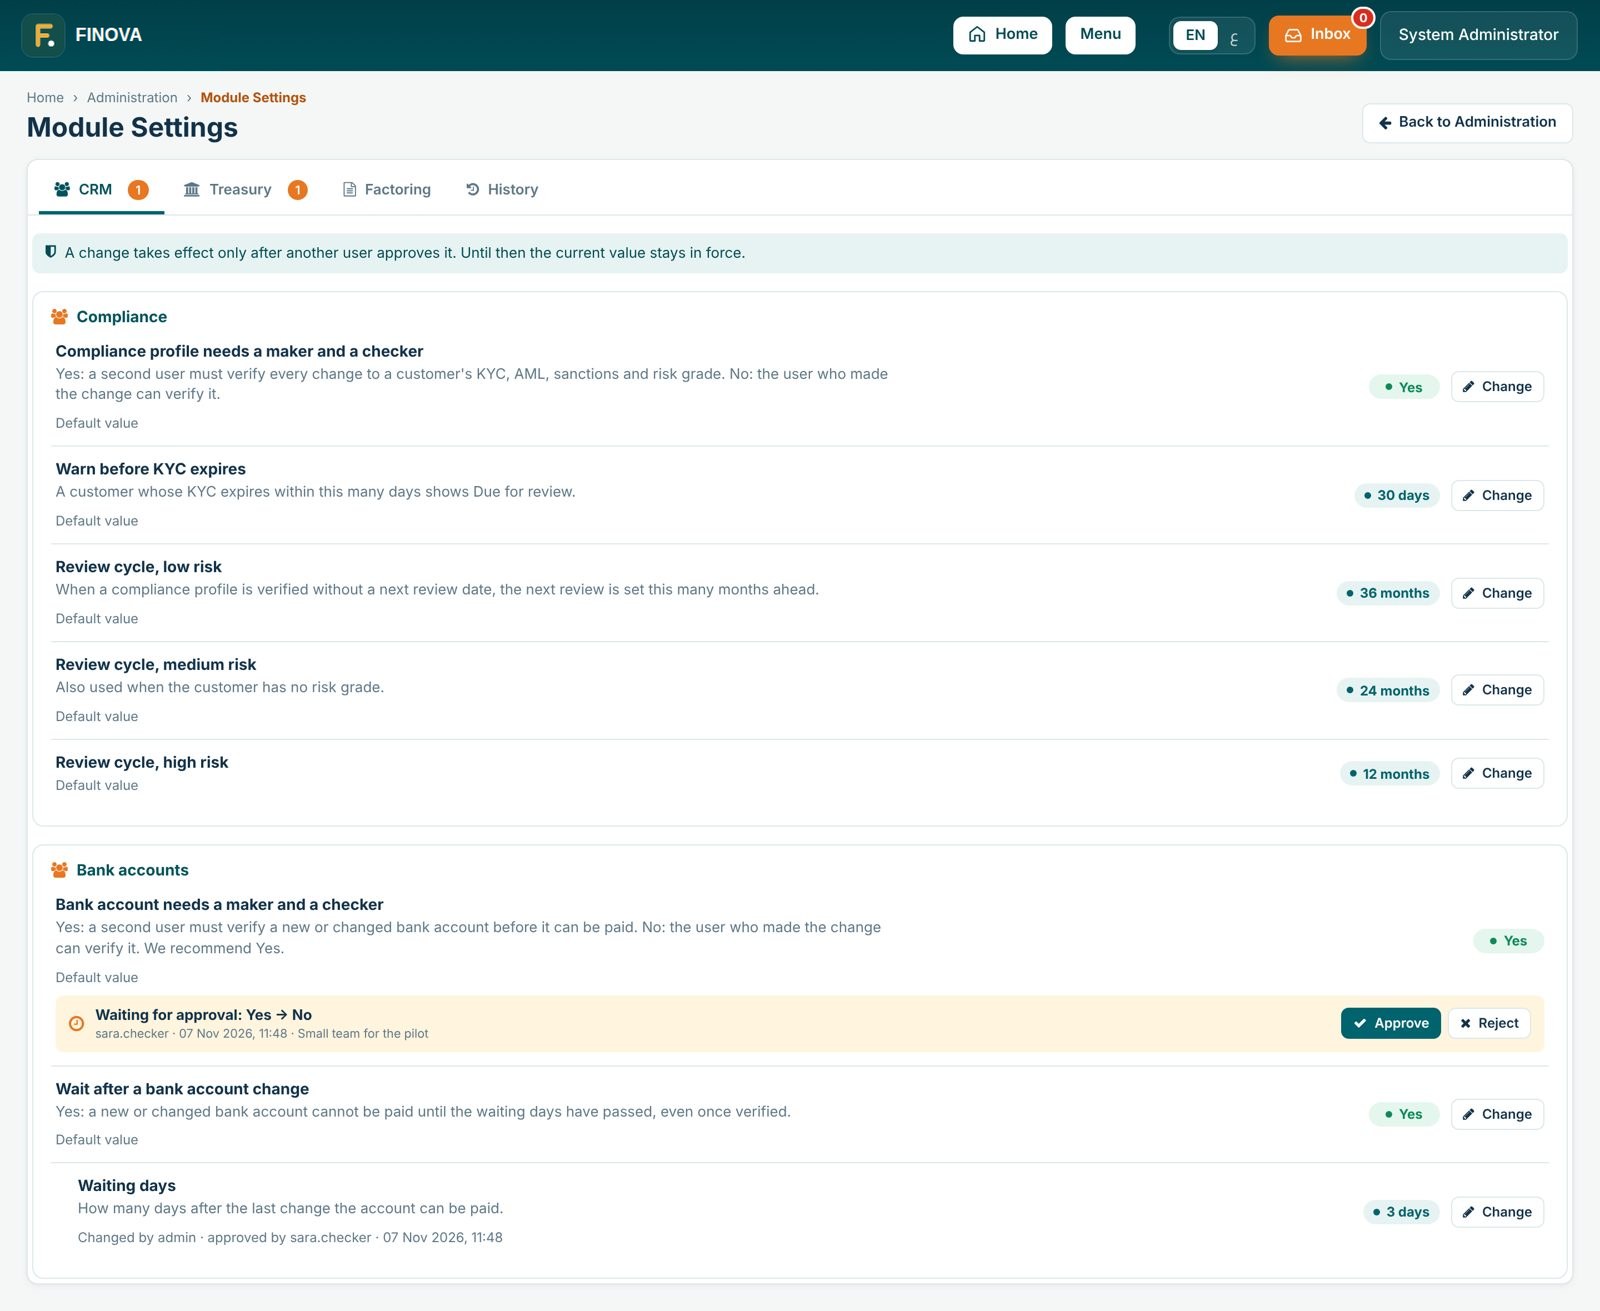 F. FINOVA
Home
Menu
EN
ع
Inbox
0
System Administrator
Home › Administration › Module Settings
Module Settings
Back to Administration
CRM 1
Treasury 1
Factoring
History
A change takes effect only after another user approves it. Until then the current value stays in force.
Compliance
Compliance profile needs a maker and a checker
Yes: a second user must verify every change to a customer's KYC, AML, sanctions and risk grade. No: the user who made
the change can verify it.
Yes
Change
Default value
Warn before KYC expires
A customer whose KYC expires within this many days shows Due for review.
30 days
Change
Default value
Review cycle, low risk
When a compliance profile is verified without a next review date, the next review is set this many months ahead.
36 months
Change
Default value
Review cycle, medium risk
Also used when the customer has no risk grade.
24 months
Change
Default value
Review cycle, high risk
12 months
Change
Default value
Bank accounts
Bank account needs a maker and a checker
Yes: a second user must verify a new or changed bank account before it can be paid. No: the user who made the change
can verify it. We recommend Yes.
Yes
Default value
Waiting for approval: Yes → No
sara.checker · 07 Nov 2026, 11:48 · Small team for the pilot
Approve
Reject
Wait after a bank account change
Yes: a new or changed bank account cannot be paid until the waiting days have passed, even once verified.
Yes
Change
Default value
Waiting days
How many days after the last change the account can be paid.
3 days
Change
Changed by admin · approved by sara.checker · 07 Nov 2026, 11:48